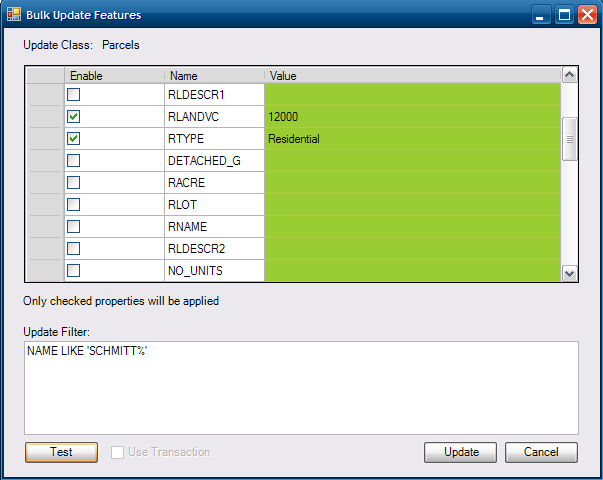 Bulk Update Features
Update Class: Parcels
Enable Name Value
RLDESCR1
RLANDVC 12000
RTYPE Residential
DETACHED_G
RACRE
RLOT
RNAME
RLDESCR2
NO_UNITS
Only checked properties will be applied
Update Filter:
NAME LIKE 'SCHMITT%'
Test Use Transaction Update Cancel